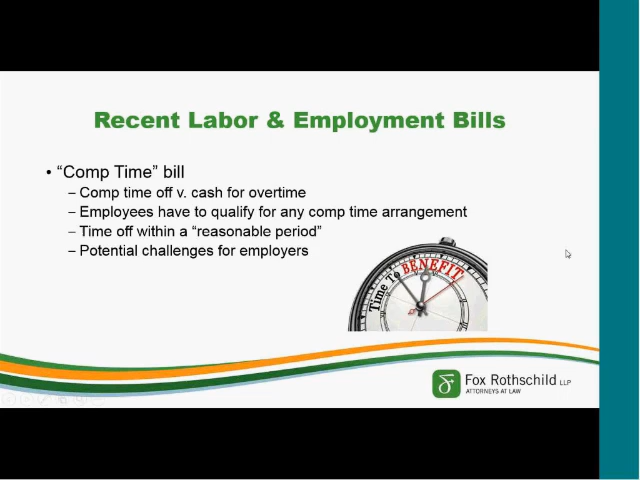 Recent Labor & Employment Bills
• “Comp Time” bill
– Comp time off v. cash for overtime
– Employees have to qualify for any comp time arrangement
– Time off within a “reasonable period”
– Potential challenges for employers
Time To BENEFIT
Fox Rothschild LLP
ATTORNEYS AT LAW